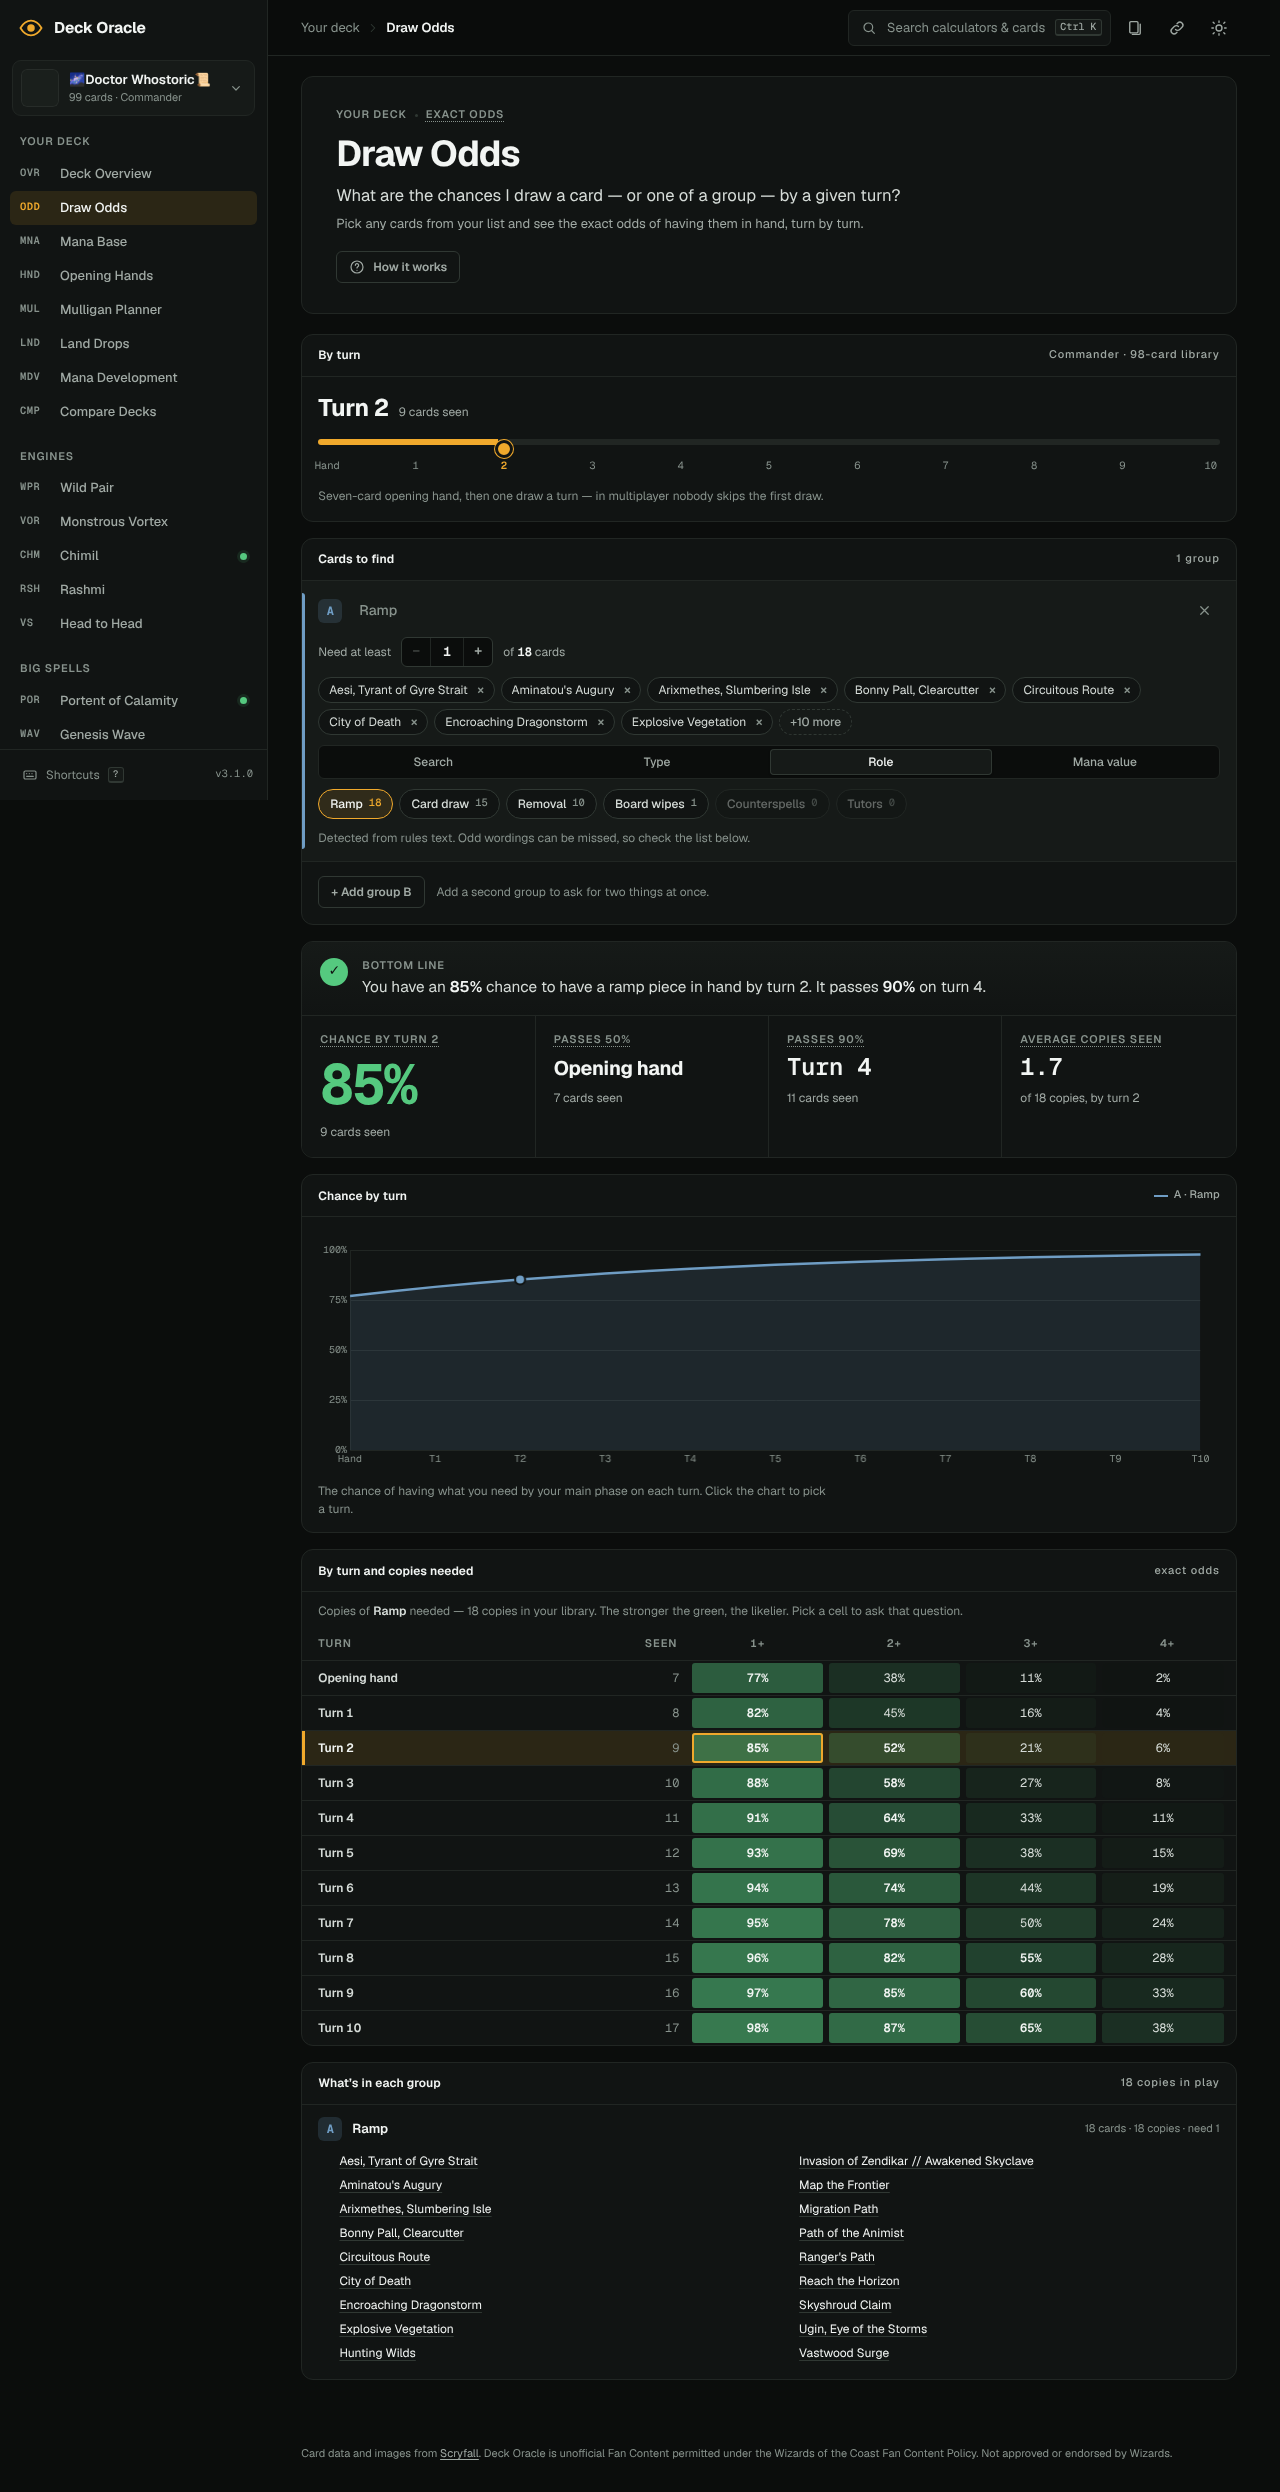 Deck Oracle
🌌Doctor Whostoric📜
99 cards · Commander
YOUR DECK
OVR Deck Overview
ODD Draw Odds
MNA Mana Base
HND Opening Hands
MUL Mulligan Planner
LND Land Drops
MDV Mana Development
CMP Compare Decks
ENGINES
WPR Wild Pair
VOR Monstrous Vortex
CHM Chimil
RSH Rashmi
VS Head to Head
BIG SPELLS
POR Portent of Calamity
WAV Genesis Wave
Shortcuts ? v3.1.0
Your deck > Draw Odds
Search calculators & cards Ctrl K
YOUR DECK • EXACT ODDS
Draw Odds
What are the chances I draw a card — or one of a group — by a given turn?
Pick any cards from your list and see the exact odds of having them in hand, turn by turn.
How it works
By turn Commander · 98-card library
Turn 2 9 cards seen
Hand 1 2 3 4 5 6 7 8 9 10
Seven-card opening hand, then one draw a turn — in multiplayer nobody skips the first draw.
Cards to find 1 group
A Ramp ×
Need at least − 1 + of 18 cards
Aesi, Tyrant of Gyre Strait × Aminatou's Augury × Arixmethes, Slumbering Isle × Bonny Pall, Clearcutter × Circuitous Route ×
City of Death × Encroaching Dragonstorm × Explosive Vegetation × +10 more
Search Type Role Mana value
Ramp 18 Card draw 15 Removal 10 Board wipes 1 Counterspells 0 Tutors 0
Detected from rules text. Odd wordings can be missed, so check the list below.
+ Add group B Add a second group to ask for two things at once.
✓ BOTTOM LINE
You have an 85% chance to have a ramp piece in hand by turn 2. It passes 90% on turn 4.
CHANCE BY TURN 2 PASSES 50% PASSES 90% AVERAGE COPIES SEEN
85% Opening hand Turn 4 1.7
7 cards seen 11 cards seen of 18 copies, by turn 2
9 cards seen
Chance by turn A · Ramp
100%
75%
50%
25%
0%
Hand T1 T2 T3 T4 T5 T6 T7 T8 T9 T10
The chance of having what you need by your main phase on each turn. Click the chart to pick
a turn.
By turn and copies needed exact odds
Copies of Ramp needed — 18 copies in your library. The stronger the green, the likelier. Pick a cell to ask that question.
TURN SEEN 1+ 2+ 3+ 4+
Opening hand 7 77% 38% 11% 2%
Turn 1 8 82% 45% 16% 4%
Turn 2 9 85% 52% 21% 6%
Turn 3 10 88% 58% 27% 8%
Turn 4 11 91% 64% 33% 11%
Turn 5 12 93% 69% 38% 15%
Turn 6 13 94% 74% 44% 19%
Turn 7 14 95% 78% 50% 24%
Turn 8 15 96% 82% 55% 28%
Turn 9 16 97% 85% 60% 33%
Turn 10 17 98% 87% 65% 38%
What's in each group 18 copies in play
A Ramp 18 cards · 18 copies · need 1
Aesi, Tyrant of Gyre Strait Invasion of Zendikar // Awakened Skyclave
Aminatou's Augury Map the Frontier
Arixmethes, Slumbering Isle Migration Path
Bonny Pall, Clearcutter Path of the Animist
Circuitous Route Ranger's Path
City of Death Reach the Horizon
Encroaching Dragonstorm Skyshroud Claim
Explosive Vegetation Ugin, Eye of the Storms
Hunting Wilds Vastwood Surge
Card data and images from Scryfall. Deck Oracle is unofficial Fan Content permitted under the Wizards of the Coast Fan Content Policy. Not approved or endorsed by Wizards.